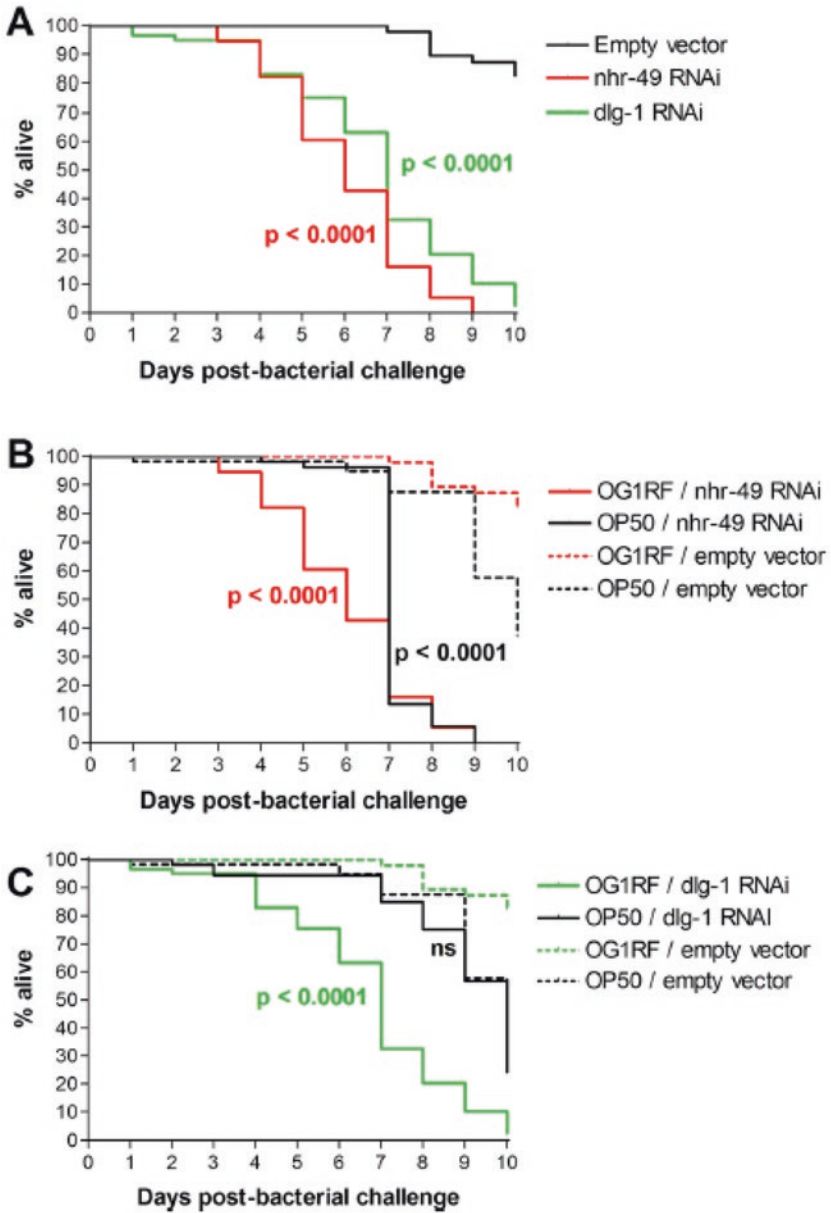 A
100
90
80
70
60
50
40
30
20
10
0
% alive
0 1 2 3 4 5 6 7 8 9 10
Days post-bacterial challenge
p < 0.0001
p < 0.0001
Empty vector
nhr-49 RNAi
dlg-1 RNAi
B
100
90
80
70
60
50
40
30
20
10
0
% alive
0 1 2 3 4 5 6 7 8 9 10
Days post-bacterial challenge
p < 0.0001
p < 0.0001
OG1RF / nhr-49 RNAi
OP50 / nhr-49 RNAi
OG1RF / empty vector
OP50 / empty vector
C
100
90
80
70
60
50
40
30
20
10
0
% alive
0 1 2 3 4 5 6 7 8 9 10
Days post-bacterial challenge
ns
p < 0.0001
OG1RF / dlg-1 RNAi
OP50 / dlg-1 RNAI
OG1RF / empty vector
OP50 / empty vector